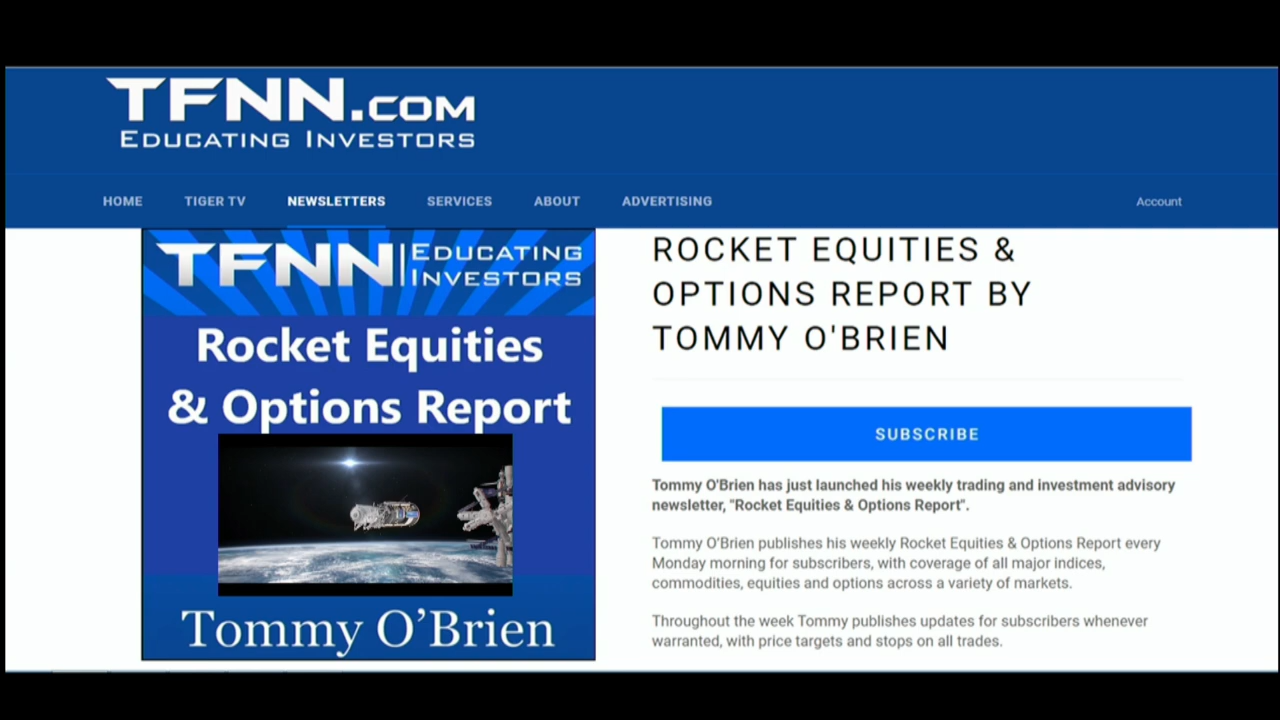 TFNN.COM
EDUCATING INVESTORS
HOME TIGER TV NEWSLETTERS SERVICES ABOUT ADVERTISING Account
TFNN EDUCATING
INVESTORS
Rocket Equities
& Options Report
Tommy O'Brien
ROCKET EQUITIES &
OPTIONS REPORT BY
TOMMY O'BRIEN
SUBSCRIBE
Tommy O'Brien has just launched his weekly trading and investment advisory
newsletter, "Rocket Equities & Options Report".
Tommy O'Brien publishes his weekly Rocket Equities & Options Report every
Monday morning for subscribers, with coverage of all major indices,
commodities, equities and options across a variety of markets.
Throughout the week Tommy publishes updates for subscribers whenever
warranted, with price targets and stops on all trades.